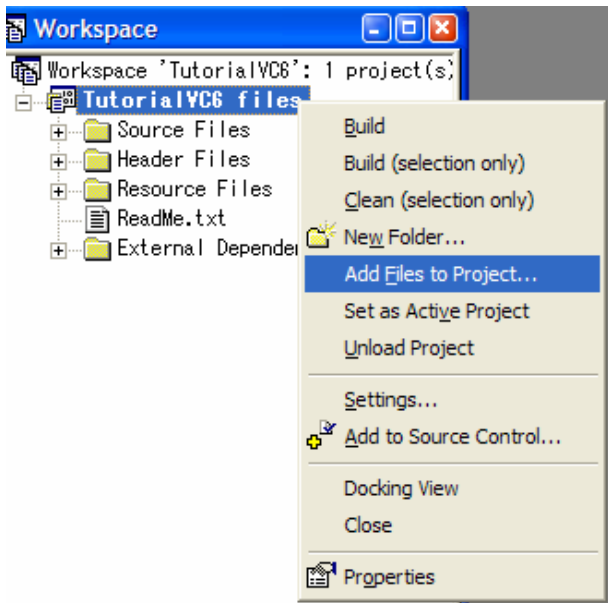 Workspace
Workspace 'TutorialVC6': 1 project(s)
TutorialVC6 files
Source Files
Header Files
Resource Files
ReadMe.txt
External Depende
Build
Build (selection only)
Clean (selection only)
New Folder...
Add Files to Project...
Set as Active Project
Unload Project
Settings...
Add to Source Control...
Docking View
Close
Properties